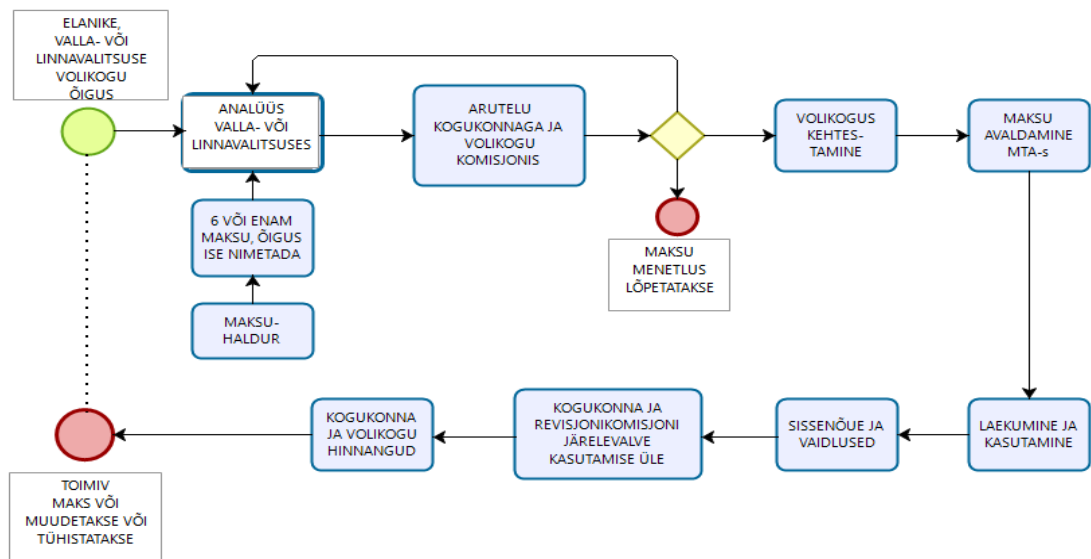 ELANIKE,
VALLA- VÕI
LINNAVALITSUSE
VOLIKOGU
ÕIGUS
ANALÜÜS
VALLA- VÕI
LINNAVALITSUSES
ARUTELU
KOGUKONNAGA JA
VOLIKOGU
KOMISJONIS
VOLIKOGUS
KEHTES-
TAMINE
MAKSU
AVALDAMINE
MTA-s
6 VÕI ENAM
MAKSU, ÕIGUS
ISE NIMETADA
MAKSU
MENETLUS
LÕPETATAKSE
MAKSU-
HALDUR
LAEKUMINE JA
KASUTAMINE
SISSENÕUE JA
VAIDLUSED
KOGUKONNA JA
REVISJONIKOMISJONI
JÄRELEVALVE
KASUTAMISE ÜLE
KOGUKONNA
JA VOLIKOGU
HINNANGUD
TOIMIV
MAKS VÕI
MUUDETAKSE VÕI
TÜHISTATAKSE